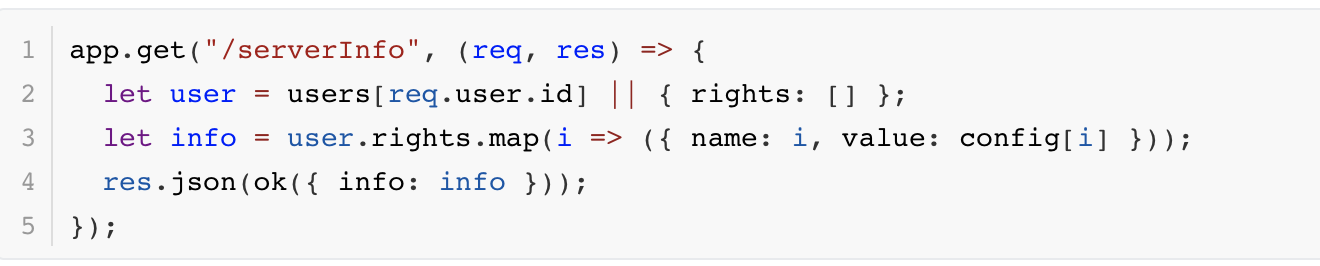 1 app.get("/serverInfo", (req, res) => {
2   let user = users[req.user.id] || { rights: [] };
3   let info = user.rights.map(i => ({ name: i, value: config[i] }));
4   res.json(ok({ info: info }));
5 });